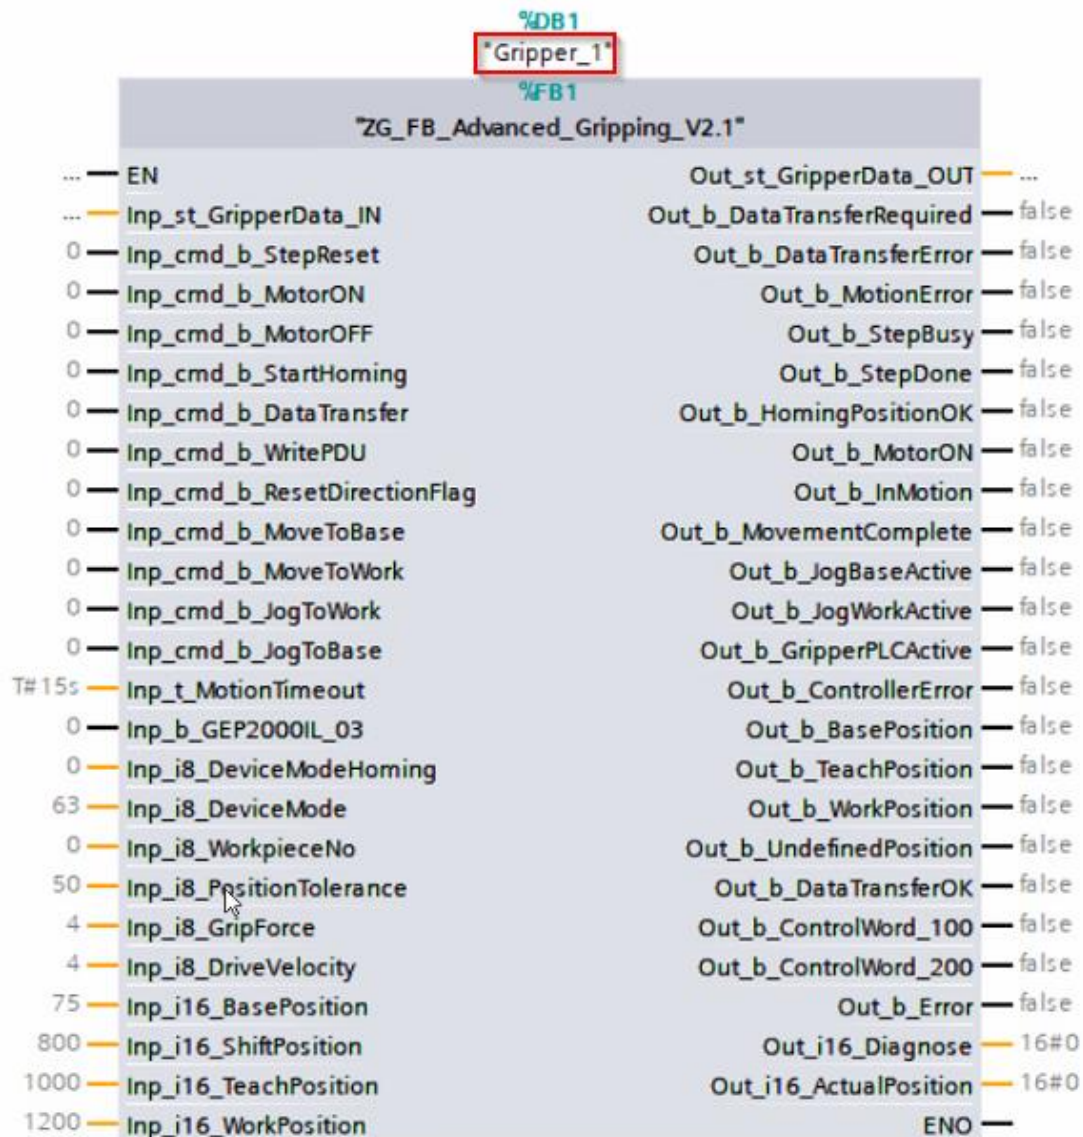 %DB1
"Gripper_1"
%FB1
"ZG_FB_Advanced_Gripping_V2.1"
... EN Out_st_GripperData_OUT ...
... Inp_st_GripperData_IN Out_b_DataTransferRequired false
0 Inp_cmd_b_StepReset Out_b_DataTransferError false
0 Inp_cmd_b_MotorON Out_b_MotionError false
0 Inp_cmd_b_MotorOFF Out_b_StepBusy false
0 Inp_cmd_b_StartHoming Out_b_StepDone false
0 Inp_cmd_b_DataTransfer Out_b_HomingPositionOK false
0 Inp_cmd_b_WritePDU Out_b_MotorON false
0 Inp_cmd_b_ResetDirectionFlag Out_b_InMotion false
0 Inp_cmd_b_MoveToBase Out_b_MovementComplete false
0 Inp_cmd_b_MoveToWork Out_b_JogBaseActive false
0 Inp_cmd_b_JogToWork Out_b_JogWorkActive false
0 Inp_cmd_b_JogToBase Out_b_GripperPLCActive false
T#15s Inp_t_MotionTimeout Out_b_ControllerError false
0 Inp_b_GEP2000IL_03 Out_b_BasePosition false
0 Inp_i8_DeviceModeHoming Out_b_TeachPosition false
63 Inp_i8_DeviceMode Out_b_WorkPosition false
0 Inp_i8_WorkpieceNo Out_b_UndefinedPosition false
50 Inp_i8_PositionTolerance Out_b_DataTransferOK false
4 Inp_i8_GripForce Out_b_ControlWord_100 false
4 Inp_i8_DriveVelocity Out_b_ControlWord_200 false
75 Inp_i16_BasePosition Out_b_Error false
800 Inp_i16_ShiftPosition Out_i16_Diagnose 16#0
1000 Inp_i16_TeachPosition Out_i16_ActualPosition 16#0
1200 Inp_i16_WorkPosition ENO